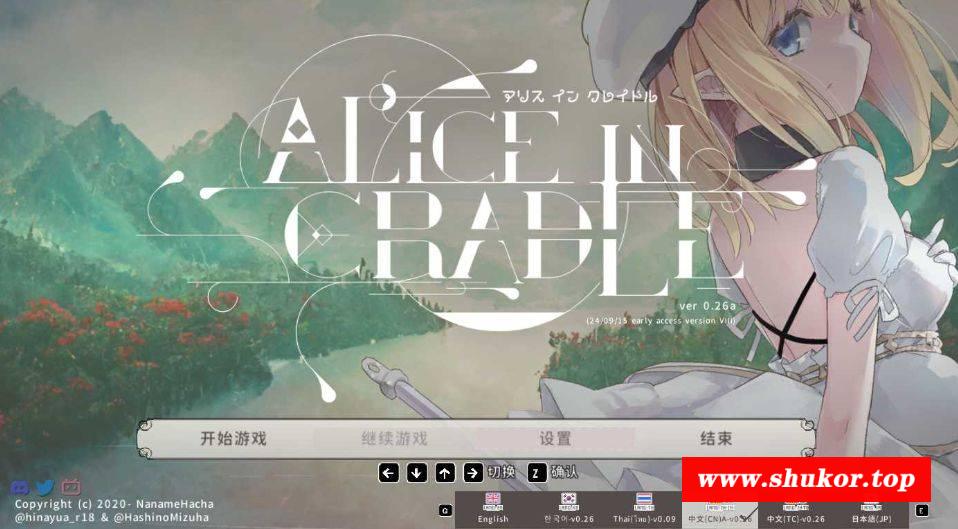 アリス イン クレイドル
ALICE IN
CRADLE
ver 0.26a
(24/09/15 early access version VIII)
开始游戏 继续游戏 设置 结束
切换 Z 确认
www.shukor.top
Copyright (c) 2020- NanameHacha
@hinayua_r18 & @HashinoMizuha
Q English 한국어-v0.26 Thai(ไทย)-v0.09 中文(CN)A-v0.26 中文(TC)-v0.26 日本語(JP) E